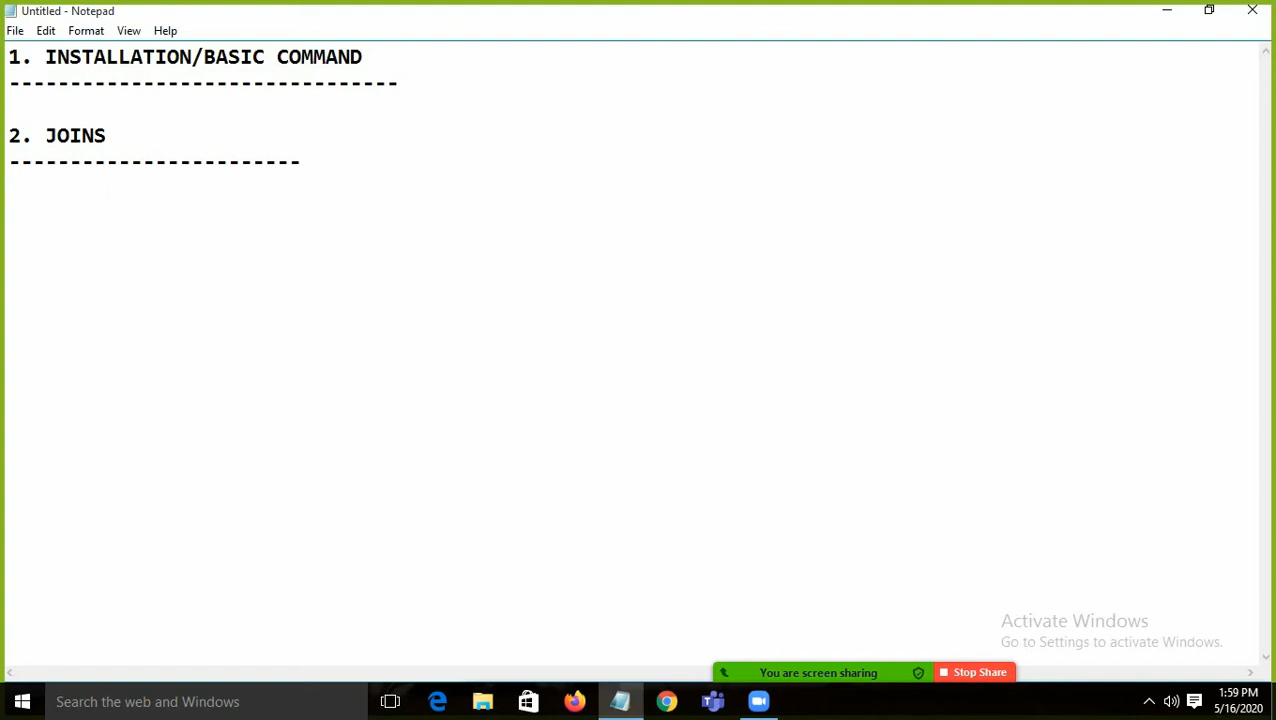 Untitled - Notepad
File Edit Format View Help
1. INSTALLATION/BASIC COMMAND
--------------------------------
2. JOINS
------------------------
Activate Windows
Go to Settings to activate Windows.
You are screen sharing Stop Share
Search the web and Windows
1:59 PM
5/16/2020